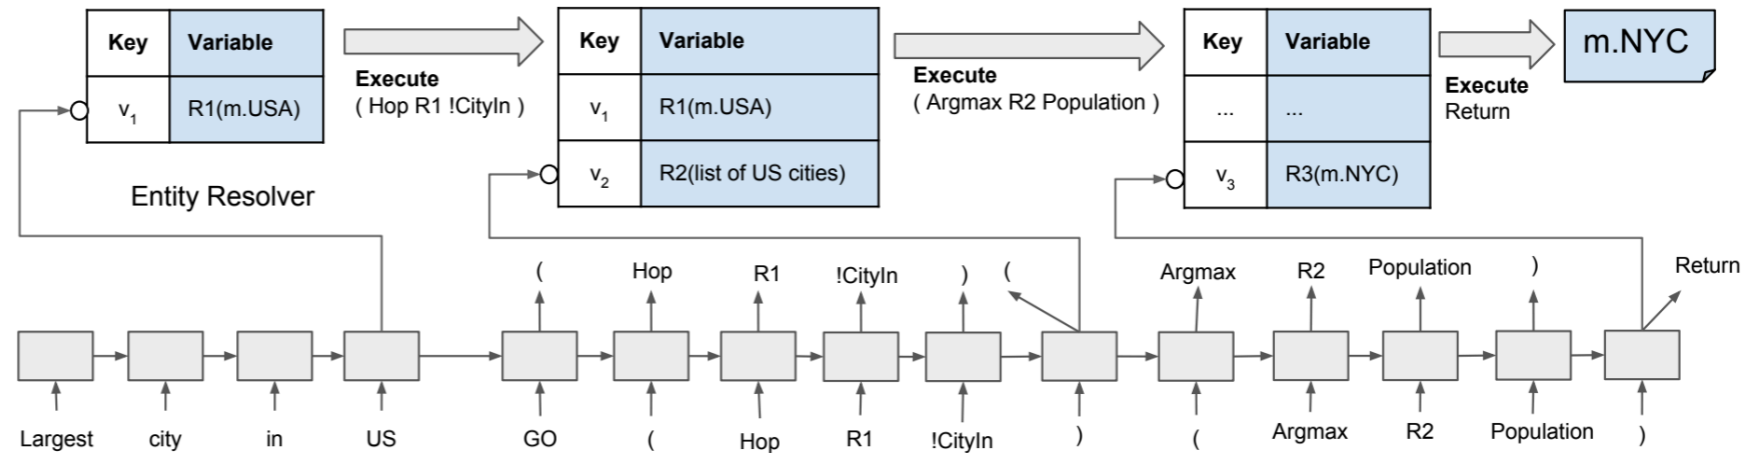 Key Variable
v1 R1(m.USA)
Execute
( Hop R1 !CityIn )
Key Variable
v1 R1(m.USA)
v2 R2(list of US cities)
Execute
( Argmax R2 Population )
Key Variable
... ...
v3 R3(m.NYC)
Execute
Return
m.NYC
Entity Resolver
( Hop R1 !CityIn ) ( Argmax R2 Population ) Return
Largest city in US GO ( Hop R1 !CityIn ) ( Argmax R2 Population )